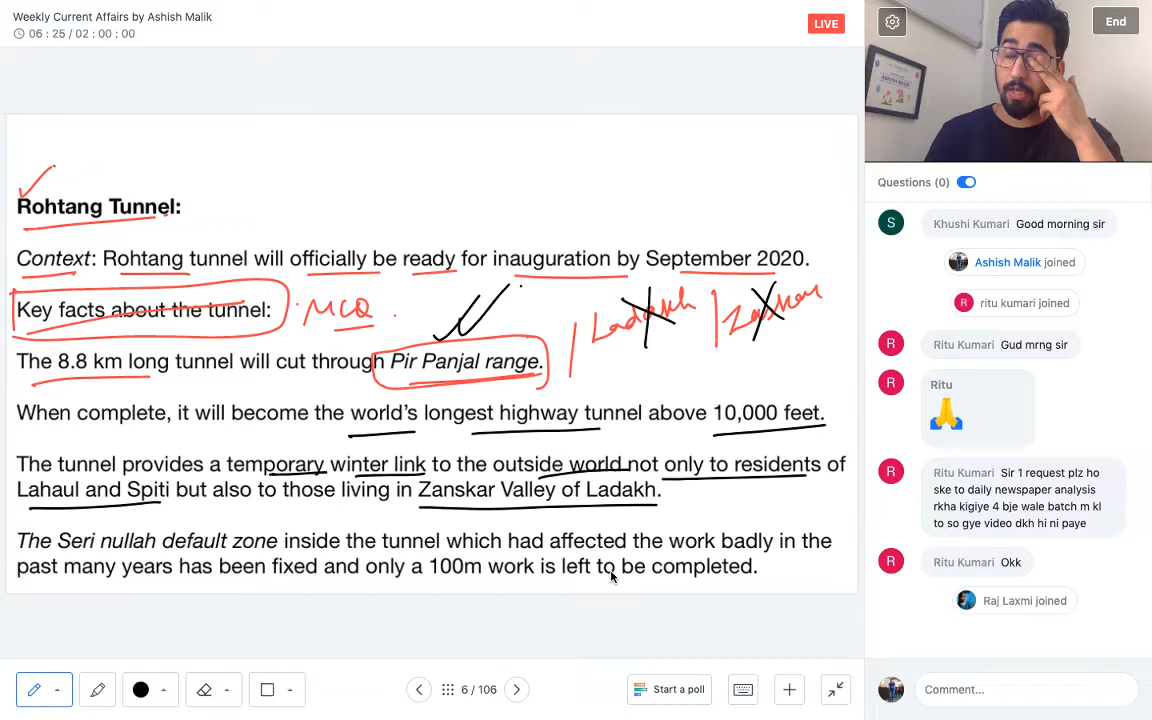 Weekly Current Affairs by Ashish Malik
06 : 25 / 02 : 00 : 00
LIVE
End
Rohtang Tunnel:
Context: Rohtang tunnel will officially be ready for inauguration by September 2020.
Key facts about the tunnel:
MCQ
Ladakh
Zaskar
The 8.8 km long tunnel will cut through Pir Panjal range.
When complete, it will become the world's longest highway tunnel above 10,000 feet.
The tunnel provides a temporary winter link to the outside world not only to residents of
Lahaul and Spiti but also to those living in Zanskar Valley of Ladakh.
The Seri nullah default zone inside the tunnel which had affected the work badly in the
past many years has been fixed and only a 100m work is left to be completed.
6 / 106
Start a poll
Questions (0)
S
Khushi Kumari Good morning sir
Ashish Malik joined
R
ritu kumari joined
R
Ritu Kumari Gud mrng sir
R
Ritu
🙏
R
Ritu Kumari Sir 1 request plz ho
ske to daily newspaper analysis
rkha kigiye 4 bje wale batch m kl
to so gye video dkh hi ni paye
R
Ritu Kumari Okk
Raj Laxmi joined
Comment...